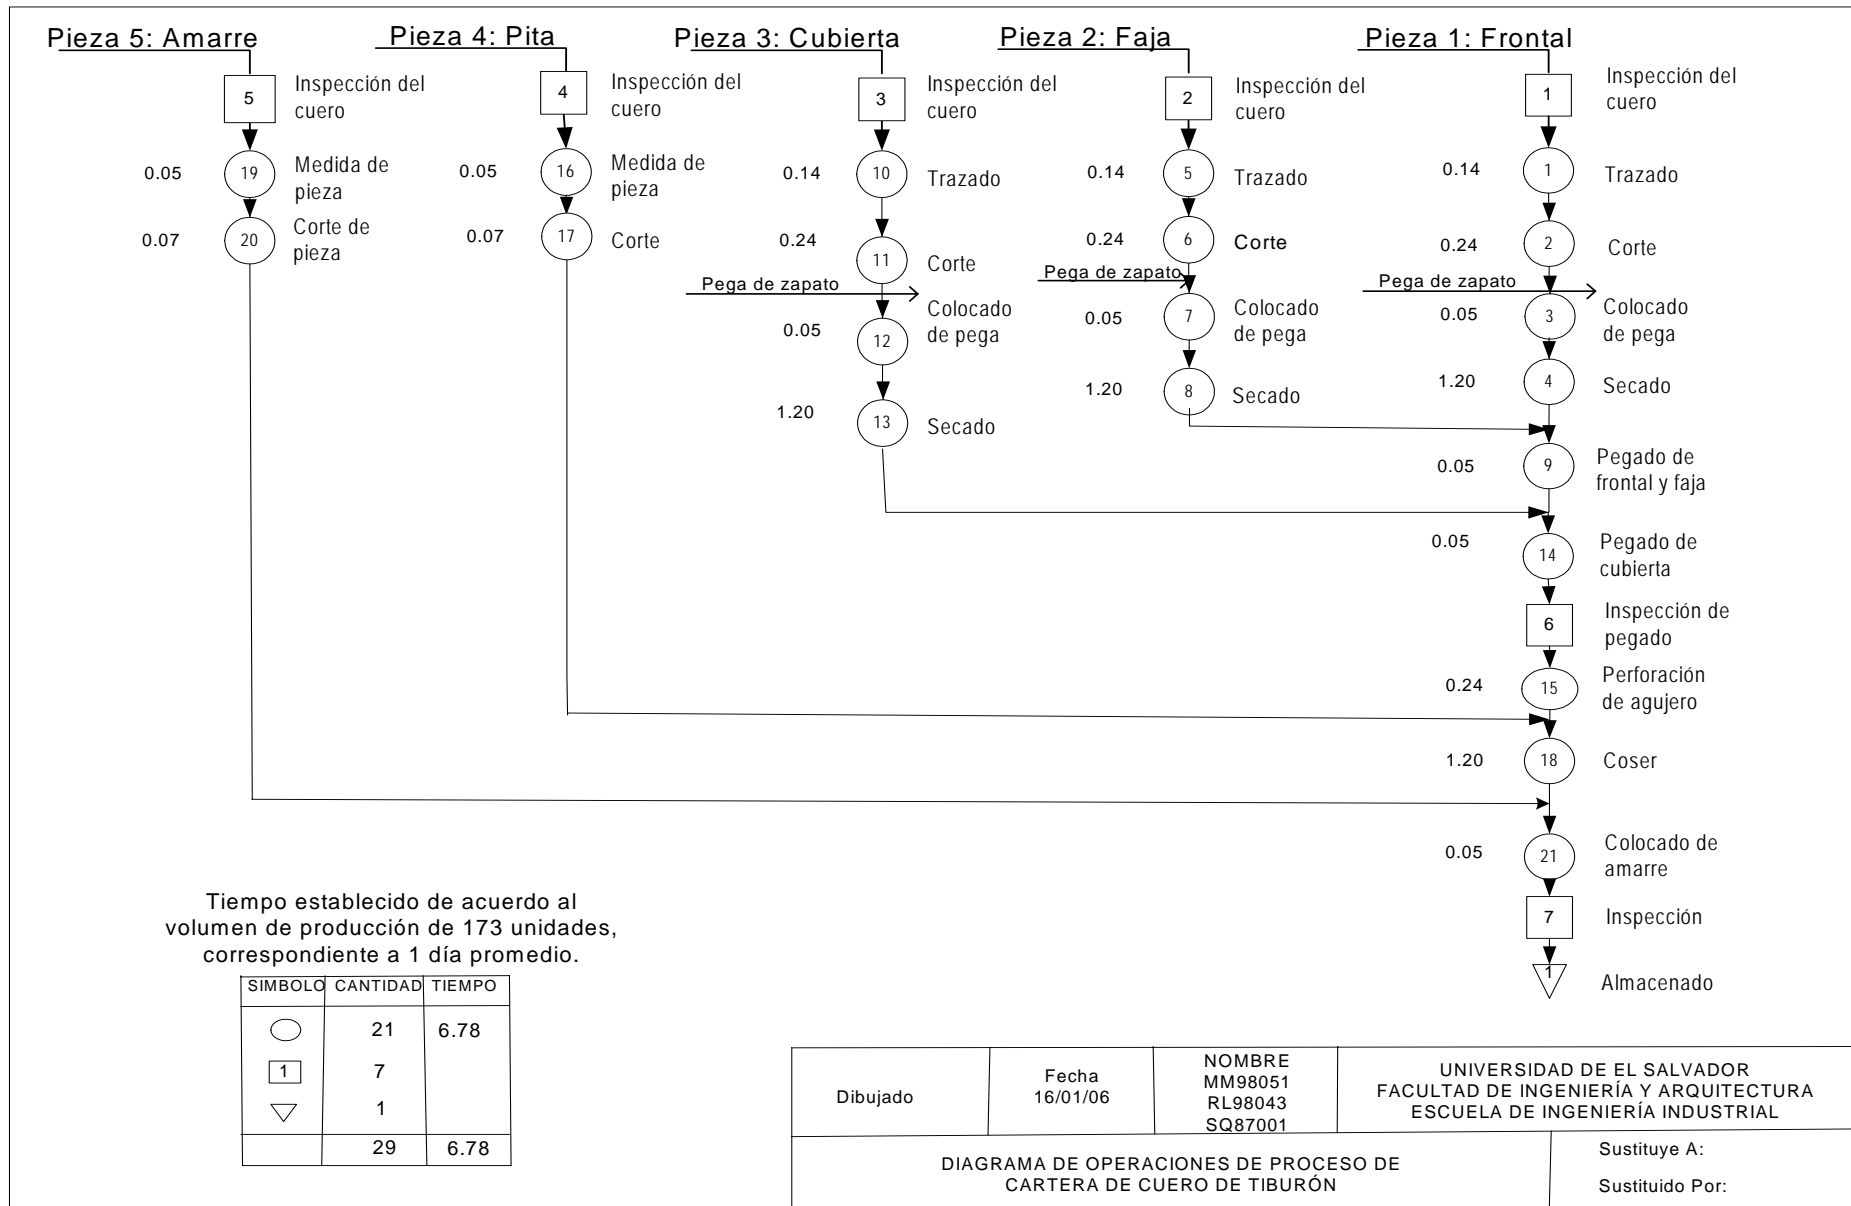 Pieza 5: Amarre
5
Inspección del
cuero
0.05
19
Medida de
pieza
0.07
20
Corte de
pieza
Pieza 4: Pita
4
Inspección del
cuero
0.05
16
Medida de
pieza
0.07
17
Corte
Pieza 3: Cubierta
3
Inspección del
cuero
0.14
10
Trazado
0.24
11
Corte
Pega de zapato
0.05
12
Colocado
de pega
1.20
13
Secado
Pieza 2: Faja
2
Inspección del
cuero
0.14
5
Trazado
0.24
6
Corte
Pega de zapato
0.05
7
Colocado
de pega
1.20
8
Secado
Pieza 1: Frontal
1
Inspección del
cuero
0.14
1
Trazado
0.24
2
Corte
Pega de zapato
0.05
3
Colocado
de pega
1.20
4
Secado
0.05
9
Pegado de
frontal y faja
0.05
14
Pegado de
cubierta
6
Inspección de
pegado
0.24
15
Perforación
de agujero
1.20
18
Coser
0.05
21
Colocado de
amarre
7
Inspección
1
Almacenado
Tiempo establecido de acuerdo al
volumen de producción de 173 unidades,
correspondiente a 1 día promedio.
SIMBOLO CANTIDAD TIEMPO
21 6.78
1 7
1
29 6.78
Dibujado
Fecha
16/01/06
NOMBRE
MM98051
RL98043
SQ87001
UNIVERSIDAD DE EL SALVADOR
FACULTAD DE INGENIERÍA Y ARQUITECTURA
ESCUELA DE INGENIERÍA INDUSTRIAL
DIAGRAMA DE OPERACIONES DE PROCESO DE
CARTERA DE CUERO DE TIBURÓN
Sustituye A:
Sustituido Por: